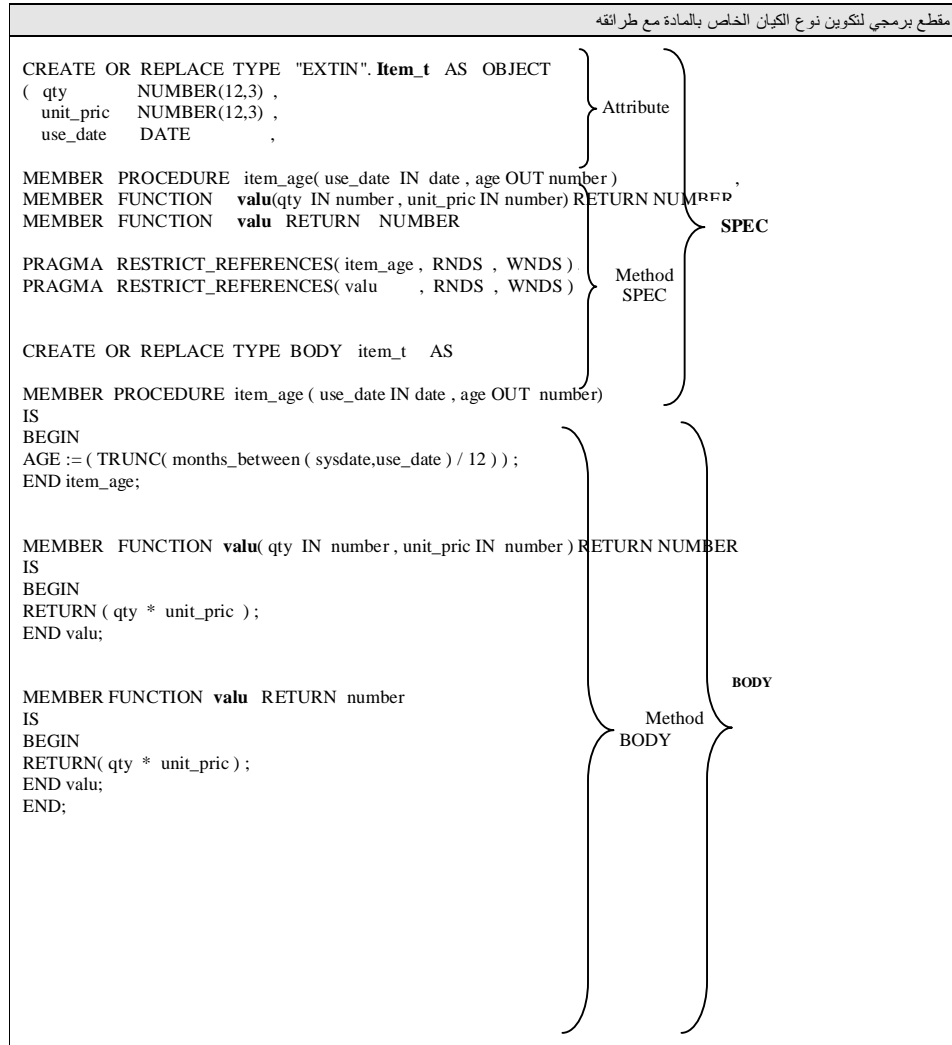 مقطع برمجي لتكوين نوع الكيان الخاص بالمادة مع طرائقه
CREATE OR REPLACE TYPE "EXTIN". Item_t AS OBJECT
( qty NUMBER(12,3) ,
unit_pric NUMBER(12,3) ,
use_date DATE ,
Attribute
MEMBER PROCEDURE item_age( use_date IN date , age OUT number ) ,
MEMBER FUNCTION valu(qty IN number , unit_pric IN number) RETURN NUMBER
MEMBER FUNCTION valu RETURN NUMBER
SPEC
PRAGMA RESTRICT_REFERENCES( item_age , RNDS , WNDS ) .
PRAGMA RESTRICT_REFERENCES( valu , RNDS , WNDS )
Method
SPEC
CREATE OR REPLACE TYPE BODY item_t AS
MEMBER PROCEDURE item_age ( use_date IN date , age OUT number)
IS
BEGIN
AGE := ( TRUNC( months_between ( sysdate,use_date ) / 12 ) ) ;
END item_age;
MEMBER FUNCTION valu( qty IN number , unit_pric IN number ) RETURN NUMBER
IS
BEGIN
RETURN ( qty * unit_pric ) ;
END valu;
MEMBER FUNCTION valu RETURN number
IS
BEGIN
RETURN( qty * unit_pric ) ;
END valu;
END;
Method
BODY
BODY